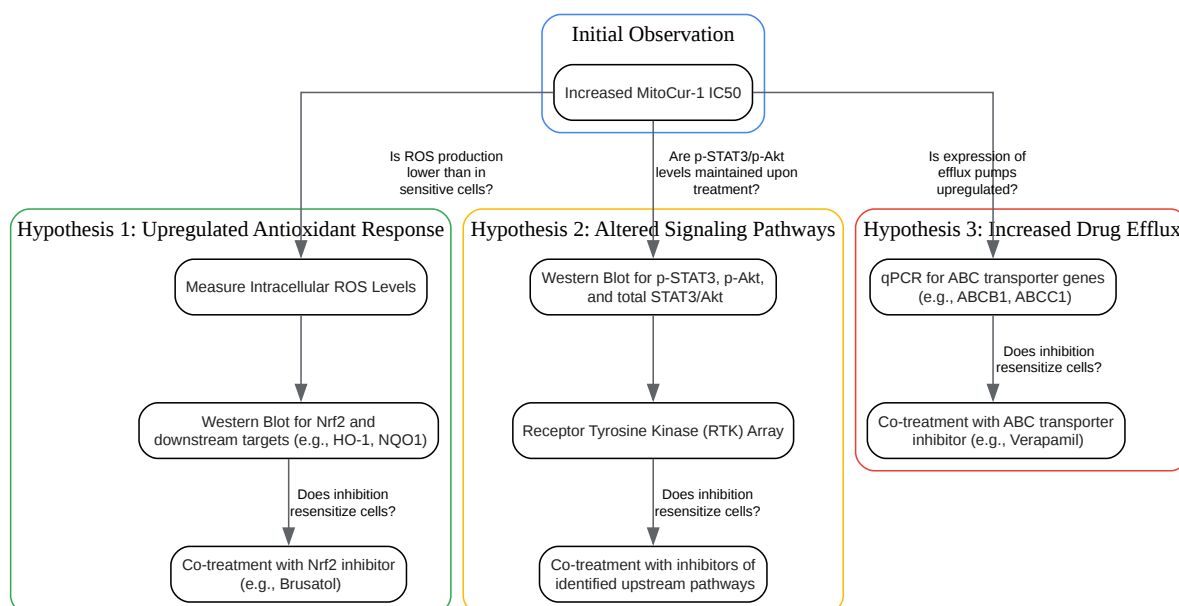 Initial Observation
Increased MitoCur-1 IC50
Is ROS production
lower than in
sensitive cells?
Are p-STAT3/p-Akt
levels maintained upon
treatment?
Is expression of
efflux pumps
upregulated?
Hypothesis 1: Upregulated Antioxidant Response
Measure Intracellular ROS Levels
Western Blot for Nrf2 and
downstream targets (e.g., HO-1, NQO1)
Does inhibition
resensitize cells?
Co-treatment with Nrf2 inhibitor
(e.g., Brusatol)
Hypothesis 2: Altered Signaling Pathways
Western Blot for p-STAT3, p-Akt,
and total STAT3/Akt
Receptor Tyrosine Kinase (RTK) Array
Does inhibition
resensitize cells?
Co-treatment with inhibitors of
identified upstream pathways
Hypothesis 3: Increased Drug Efflux
qPCR for ABC transporter genes
(e.g., ABCB1, ABCC1)
Does inhibition
resensitize cells?
Co-treatment with ABC transporter
inhibitor (e.g., Verapamil)